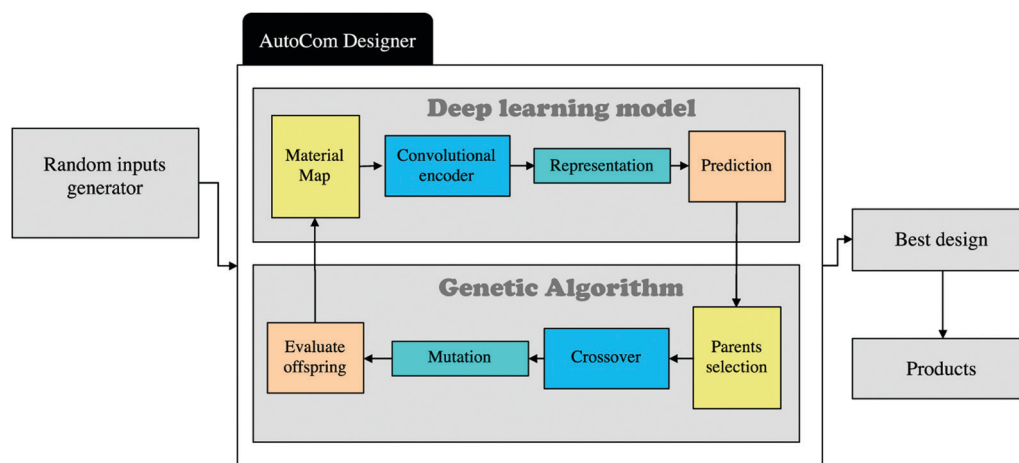 AutoCom Designer
Random inputs
generator
Deep learning model
Material
Map
Convolutional
encoder
Representation
Prediction
Genetic Algorithm
Evaluate
offspring
Mutation
Crossover
Parents
selection
Best design
Products